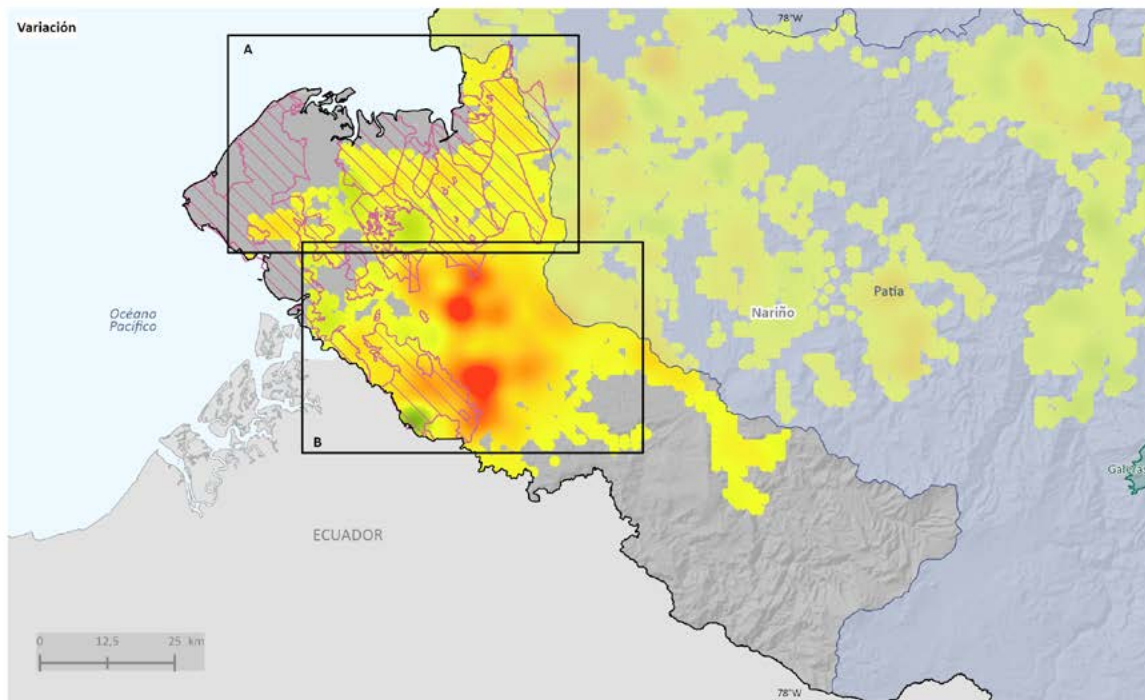 Variación
78°W
A
Océano
Pacífico
Patía
Nariño
B
ECUADOR
0 12,5 25 km
78°W